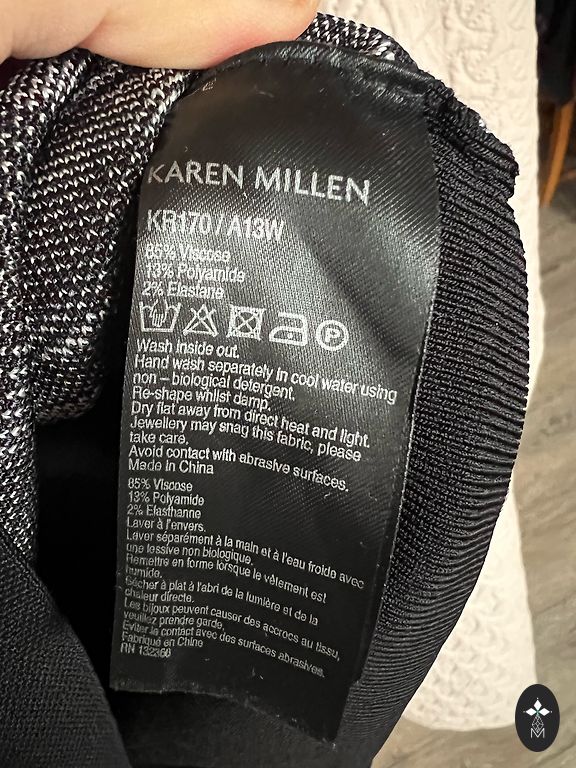 KAREN MILLEN
KR170 / A13W
85% Viscose
13% Polyamide
2% Elastane
P
Wash inside out.
Hand wash separately in cool water using
non – biological detergent.
Re-shape whilst damp.
Dry flat away from direct heat and light.
Jewellery may snag this fabric, please
take care.
Avoid contact with abrasive surfaces.
Made in China
85% Viscose
13% Polyamide
2% Elasthanne
Laver à l'envers.
Laver séparément à la main et à l'eau froide avec
une lessive non biologique.
Remettre en forme lorsque le vêtement est
humide.
Sécher à plat à l'abri de la lumière et de la
chaleur directe.
Les bijoux peuvent causer des accrocs au tissu,
veuillez prendre garde.
Eviter le contact avec des surfaces abrasives.
Fabriqué en Chine
RN 132368
M